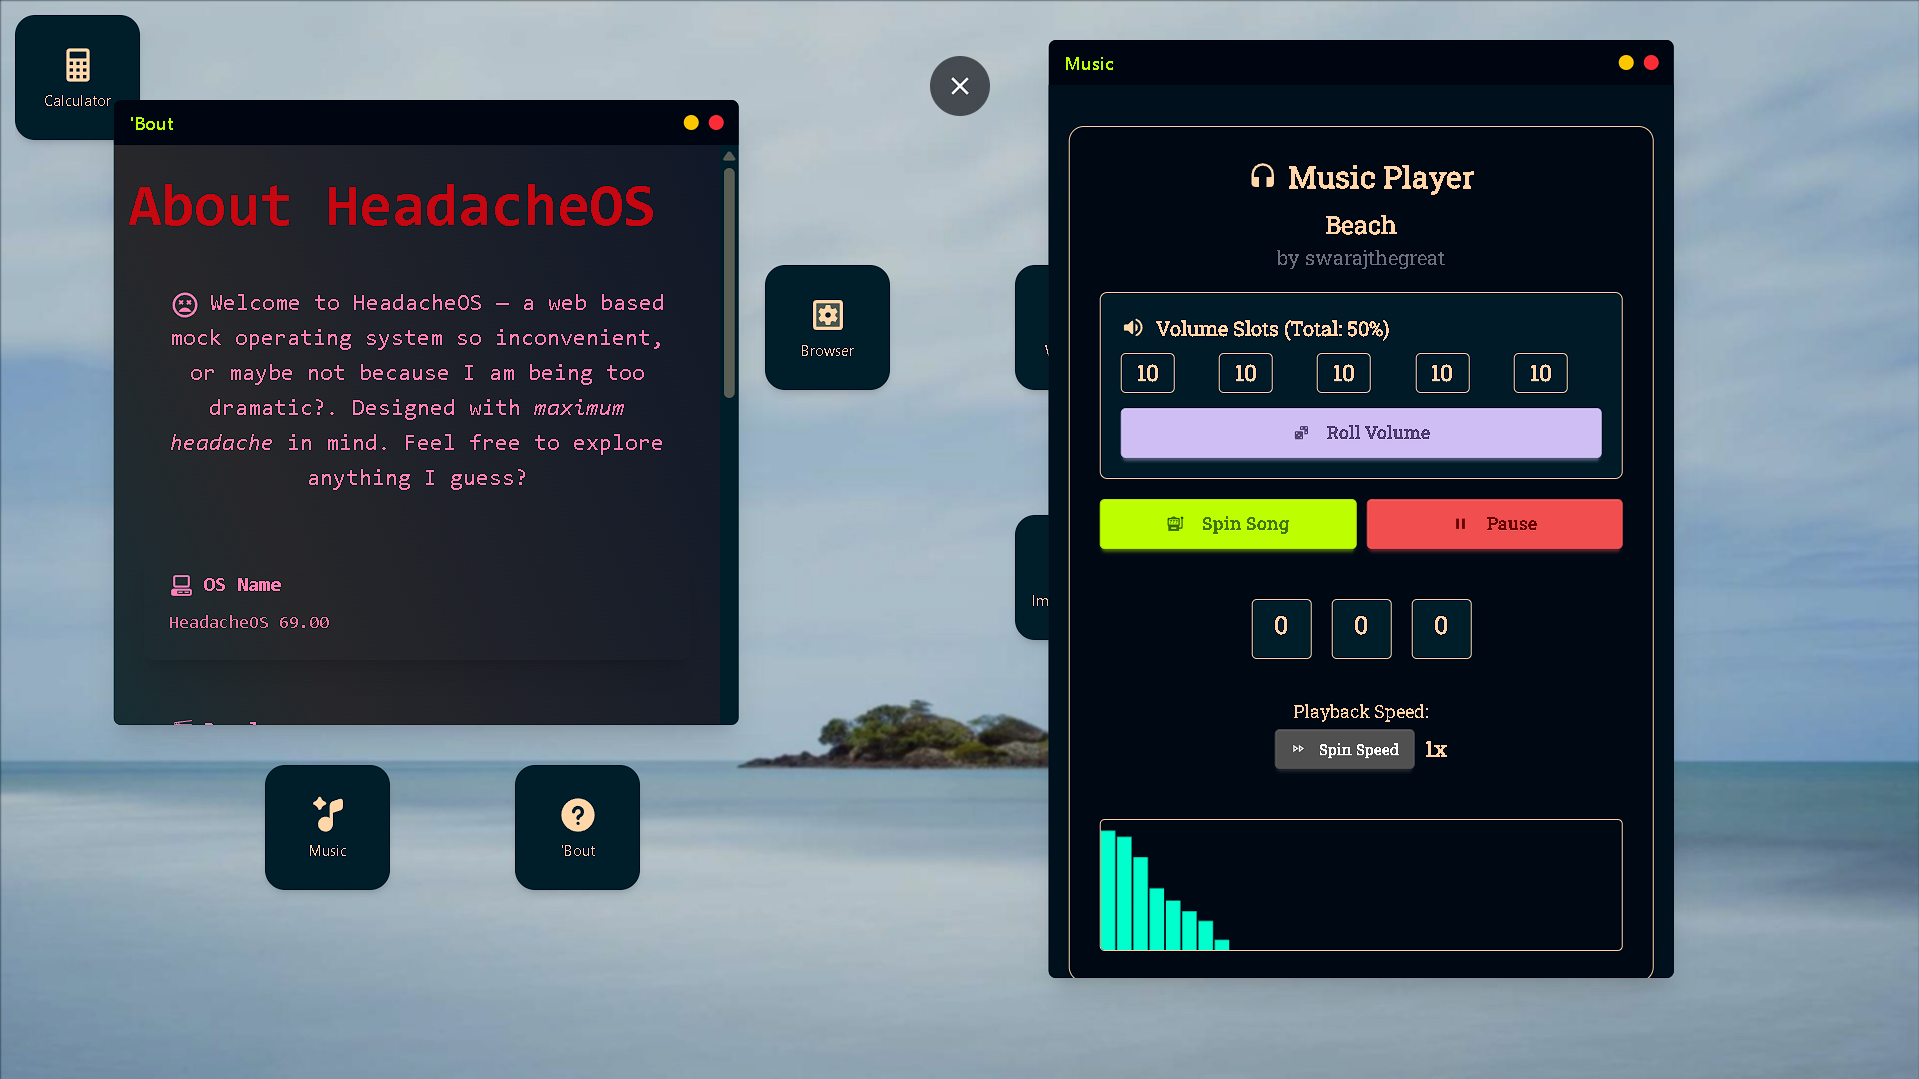 Calculator
'Bout
About HeadacheOS
Welcome to HeadacheOS — a web based
mock operating system so inconvenient,
or maybe not because I am being too
dramatic?. Designed with maximum
headache in mind. Feel free to explore
anything I guess?
OS Name
HeadacheOS 69.00
Browser
Im
Music
'Bout
Music
Music Player
Beach
by swarajthegreat
Volume Slots (Total: 50%)
10 10 10 10 10
Roll Volume
Spin Song
Pause
0 0 0
Playback Speed:
Spin Speed 1x